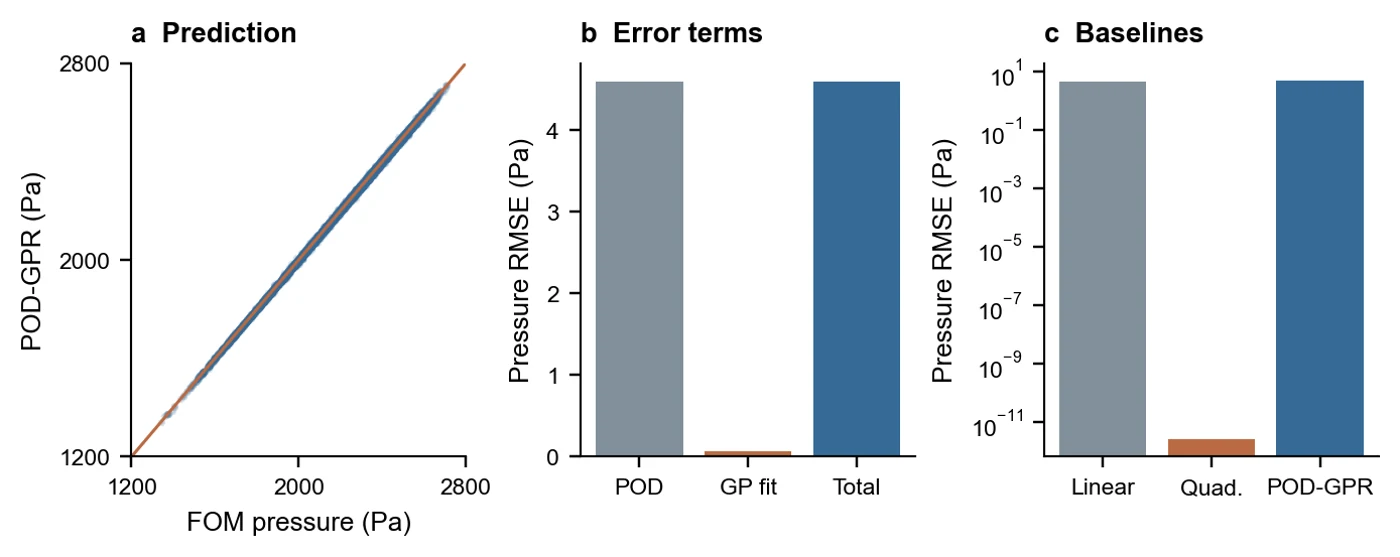 a Prediction
2800
2000
1200
POD-GPR (Pa)
1200 2000 2800
FOM pressure (Pa)
b Error terms
4
3
2
1
0
Pressure RMSE (Pa)
POD GP fit Total
c Baselines
10¹
10⁻¹
10⁻³
10⁻⁵
10⁻⁷
10⁻⁹
10⁻¹¹
Pressure RMSE (Pa)
Linear Quad. POD-GPR